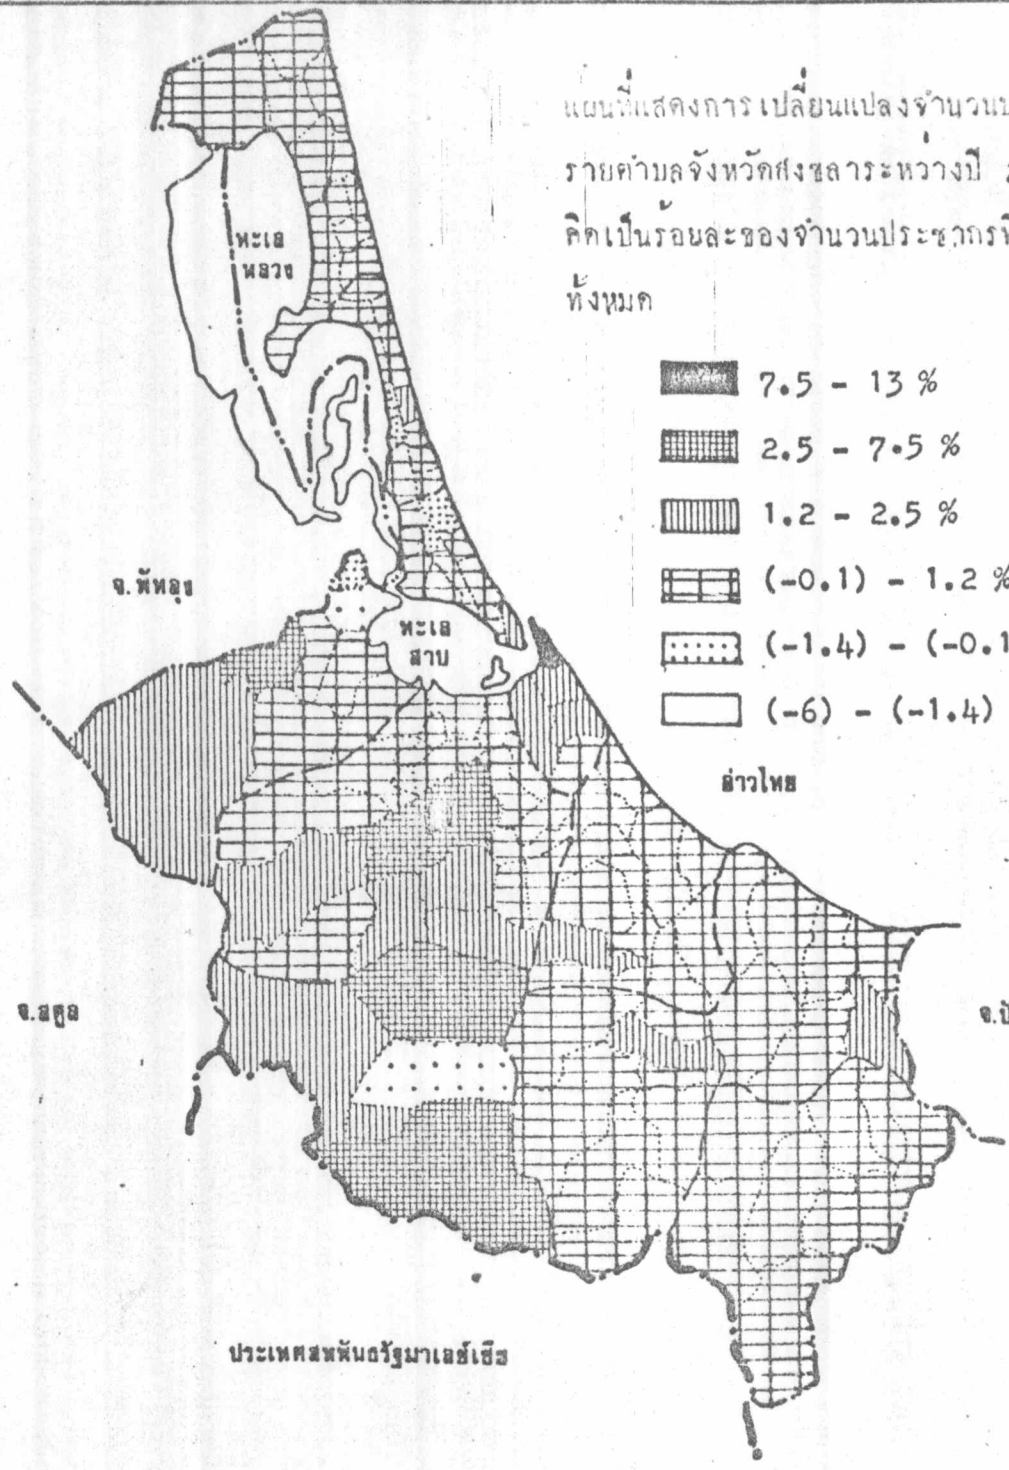 แผนที่แสดงการเปลี่ยนแปลงจำนวน
รายตำบลจังหวัดสงขลาระหว่างปี
คิดเป็นร้อยละของจำนวนประชากร
ทั้งหมด
7.5 - 13 %
2.5 - 7.5 %
1.2 - 2.5 %
(-0.1) - 1.2 %
(-1.4) - (-0.1
(-6) - (-1.4)
ทะเล
หลวง
จ.พัทลุง
ทะเล
สาบ
อ่าวไทย
จ.สตูล
ประเทศสหพันธรัฐมาเลย์เซีย